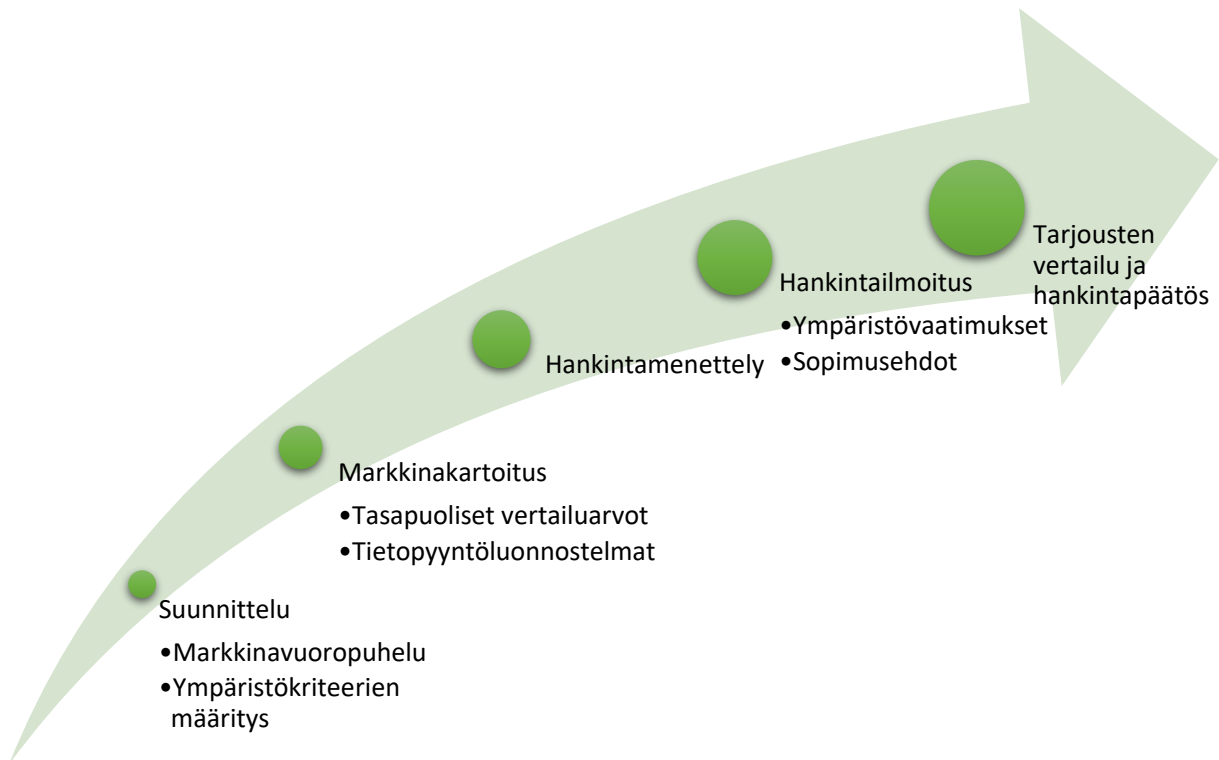 Suunnittelu
•Markkinavuoropuhelu
•Ympäristökriteerien
määritys
Markkinakartoitus
•Tasapuoliset vertailuarvot
•Tietopyyntöluonnostelmat
Hankintamenettely
Hankintailmoitus
•Ympäristövaatimukset
•Sopimusehdot
Tarjousten
vertailu ja
hankintapäätös